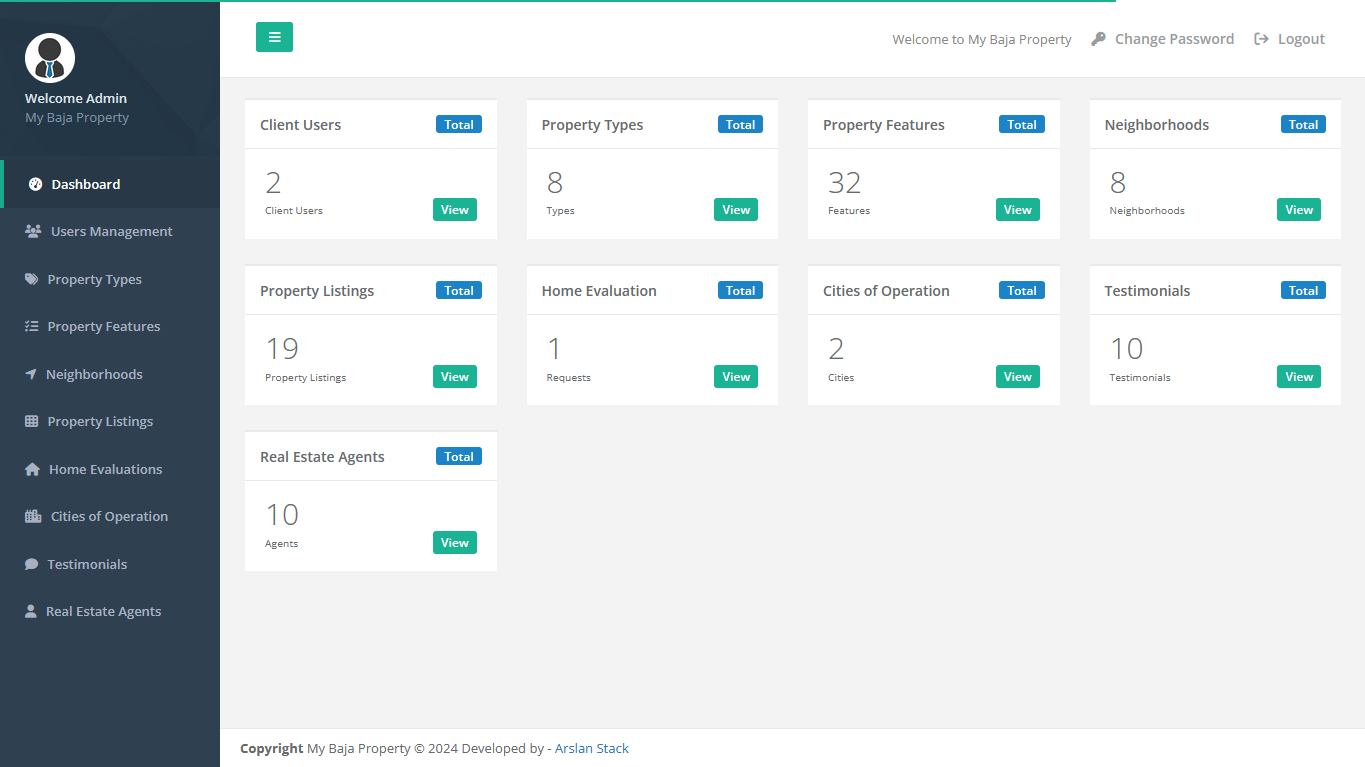 Welcome to My Baja Property Change Password Logout
Welcome Admin
My Baja Property
Dashboard
Users Management
Property Types
Property Features
Neighborhoods
Property Listings
Home Evaluations
Cities of Operation
Testimonials
Real Estate Agents
Client Users Total
2
Client Users View
Property Types Total
8
Types View
Property Features Total
32
Features View
Neighborhoods Total
8
Neighborhoods View
Property Listings Total
19
Property Listings View
Home Evaluation Total
1
Requests View
Cities of Operation Total
2
Cities View
Testimonials Total
10
Testimonials View
Real Estate Agents Total
10
Agents View
Copyright My Baja Property © 2024 Developed by - Arslan Stack